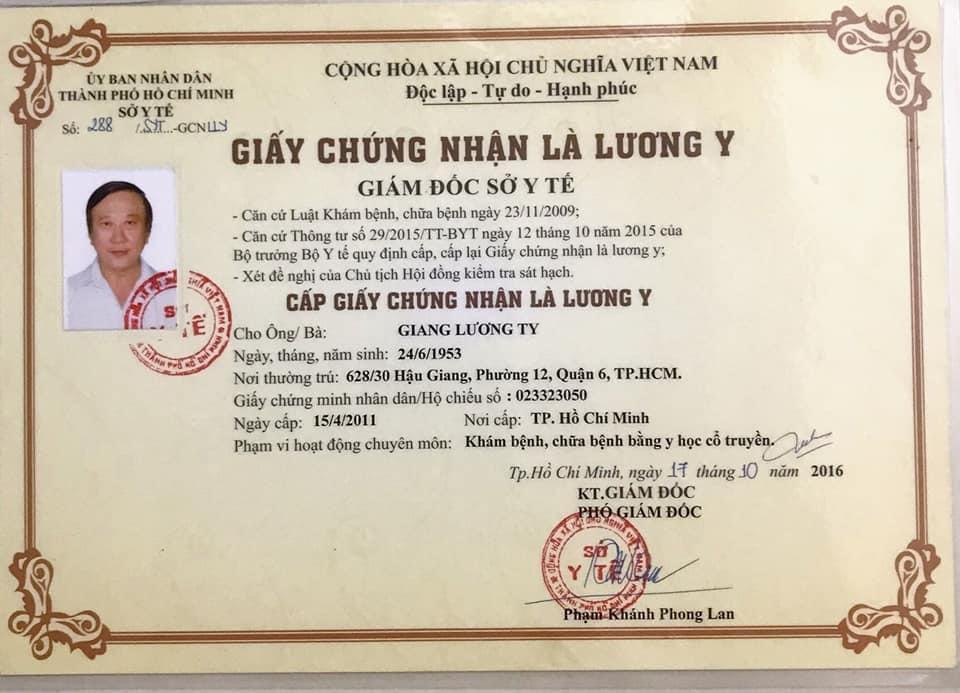 ỦY BAN NHÂN DÂN
THÀNH PHỐ HỒ CHÍ MINH
SỞ Y TẾ
Số: 288 /SYT...-GCNLY
CỘNG HÒA XÃ HỘI CHỦ NGHĨA VIỆT NAM
Độc lập - Tự do - Hạnh phúc
GIẤY CHỨNG NHẬN LÀ LƯƠNG Y
GIÁM ĐỐC SỞ Y TẾ
- Căn cứ Luật Khám bệnh, chữa bệnh ngày 23/11/2009;
- Căn cứ Thông tư số 29/2015/TT-BYT ngày 12 tháng 10 năm 2015 của
Bộ trưởng Bộ Y tế quy định cấp, cấp lại Giấy chứng nhận là lương y;
- Xét đề nghị của Chủ tịch Hội đồng kiểm tra sát hạch.
CẤP GIẤY CHỨNG NHẬN LÀ LƯƠNG Y
Cho Ông/ Bà: GIANG LƯƠNG TY
Ngày, tháng, năm sinh: 24/6/1953
Nơi thường trú: 628/30 Hậu Giang, Phường 12, Quận 6, TP.HCM.
Giấy chứng minh nhân dân/Hộ chiếu số : 023323050
Ngày cấp: 15/4/2011 Nơi cấp: TP. Hồ Chí Minh
Phạm vi hoạt động chuyên môn: Khám bệnh, chữa bệnh bằng y học cổ truyền.
Tp.Hồ Chí Minh, ngày 17 tháng 10 năm 2016
KT.GIÁM ĐỐC
PHÓ GIÁM ĐỐC
SỞ
Y TẾ
Phạm Khánh Phong Lan